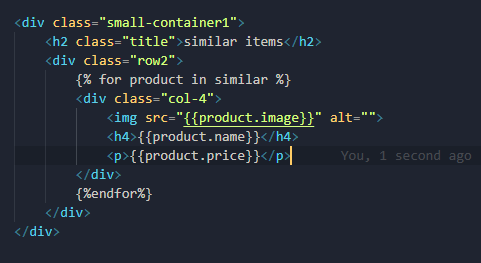 <div class="small-container1">
<h2 class="title">similar items</h2>
<div class="row2">
{% for product in similar %}
<div class="col-4">
<img src="{{product.image}}" alt="">
<h4>{{product.name}}</h4>
<p>{{product.price}}</p> You, 1 second ago
</div>
{%endfor%}
</div>
</div>